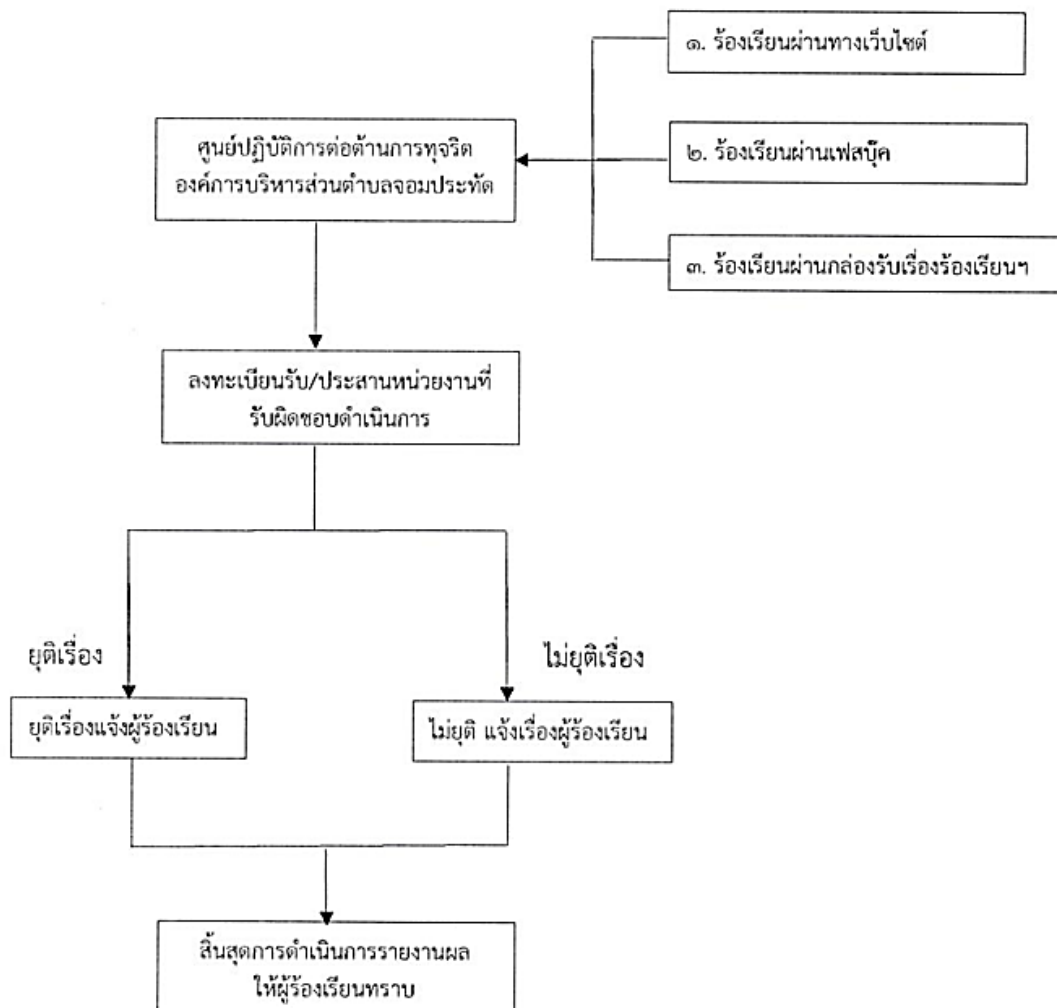 ๑. ร้องเรียนผ่านทางเว็บไซต์
ศูนย์ปฏิบัติการต่อต้านการทุจริต
องค์การบริหารส่วนตำบลจอมประทัด
๒. ร้องเรียนผ่านเฟสบุ๊ค
๓. ร้องเรียนผ่านกล่องรับเรื่องร้องเรียนฯ
ลงทะเบียนรับ/ประสานหน่วยงานที่
รับผิดชอบดำเนินการ
ยุติเรื่อง
ไม่ยุติเรื่อง
ยุติเรื่องแจ้งผู้ร้องเรียน
ไม่ยุติ แจ้งเรื่องผู้ร้องเรียน
สิ้นสุดการดำเนินการรายงานผล
ให้ผู้ร้องเรียนทราบ